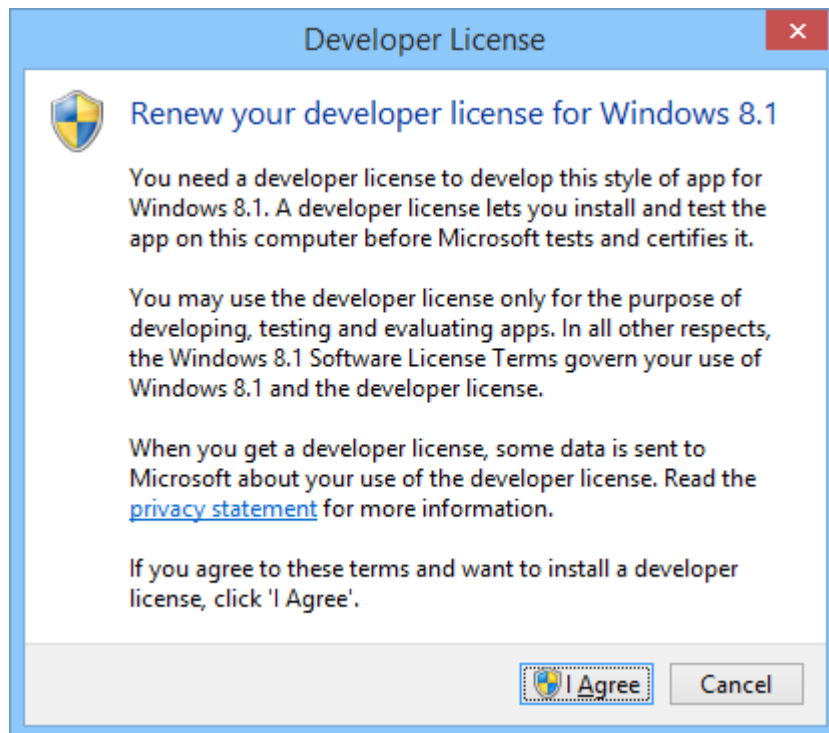 Developer License
Renew your developer license for Windows 8.1
You need a developer license to develop this style of app for
Windows 8.1. A developer license lets you install and test the
app on this computer before Microsoft tests and certifies it.
You may use the developer license only for the purpose of
developing, testing and evaluating apps. In all other respects,
the Windows 8.1 Software License Terms govern your use of
Windows 8.1 and the developer license.
When you get a developer license, some data is sent to
Microsoft about your use of the developer license. Read the
privacy statement for more information.
If you agree to these terms and want to install a developer
license, click 'I Agree'.
I Agree Cancel